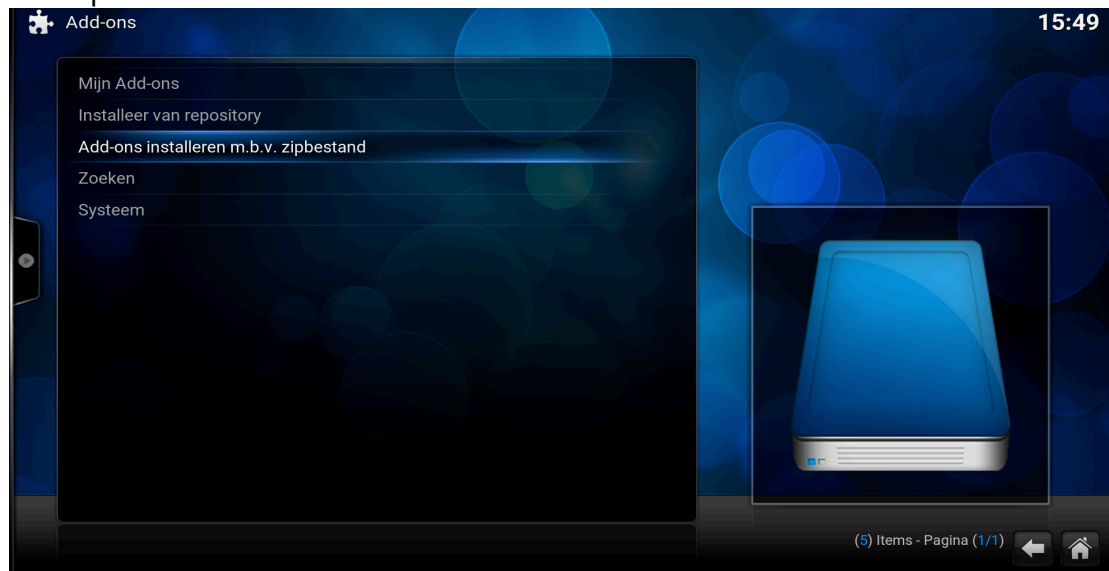 Add-ons
15:49
Mijn Add-ons
Installeer van repository
Add-ons installeren m.b.v. zipbestand
Zoeken
Systeem
(5) Items - Pagina (1/1)